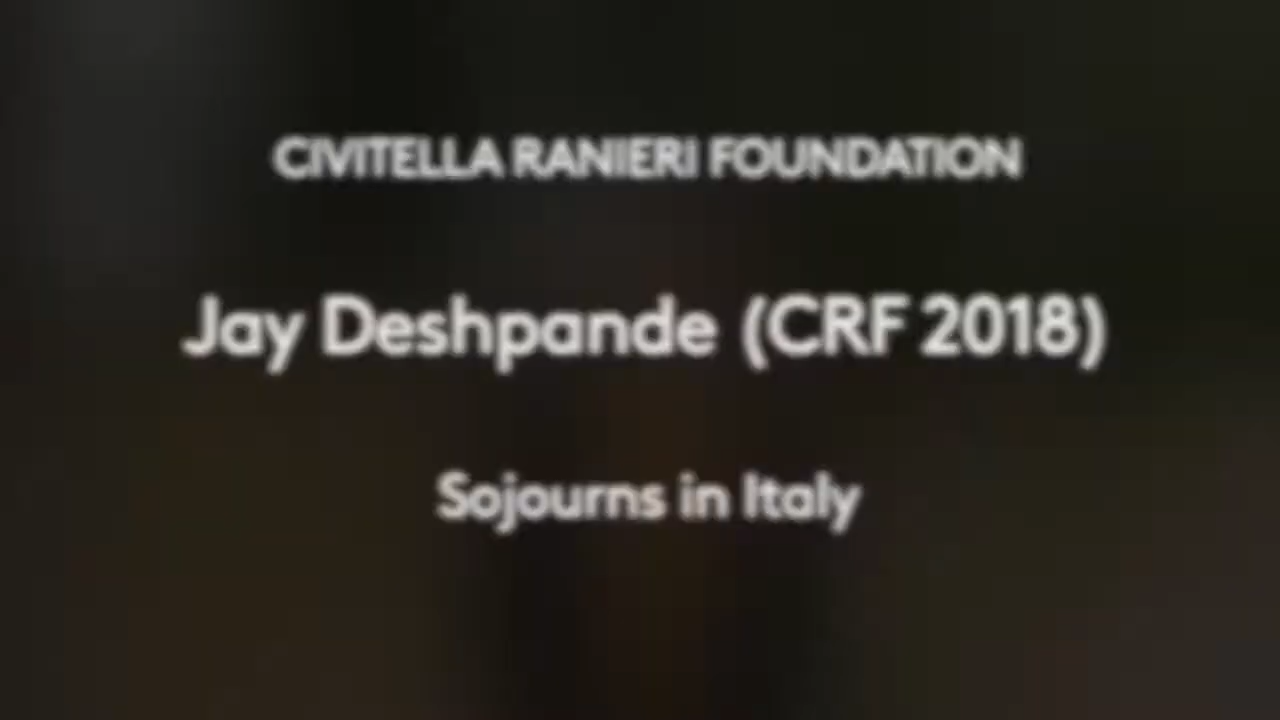 CIVITELLA RANIERI FOUNDATION
Jay Deshpande (CRF 2018)
Sojourns in Italy